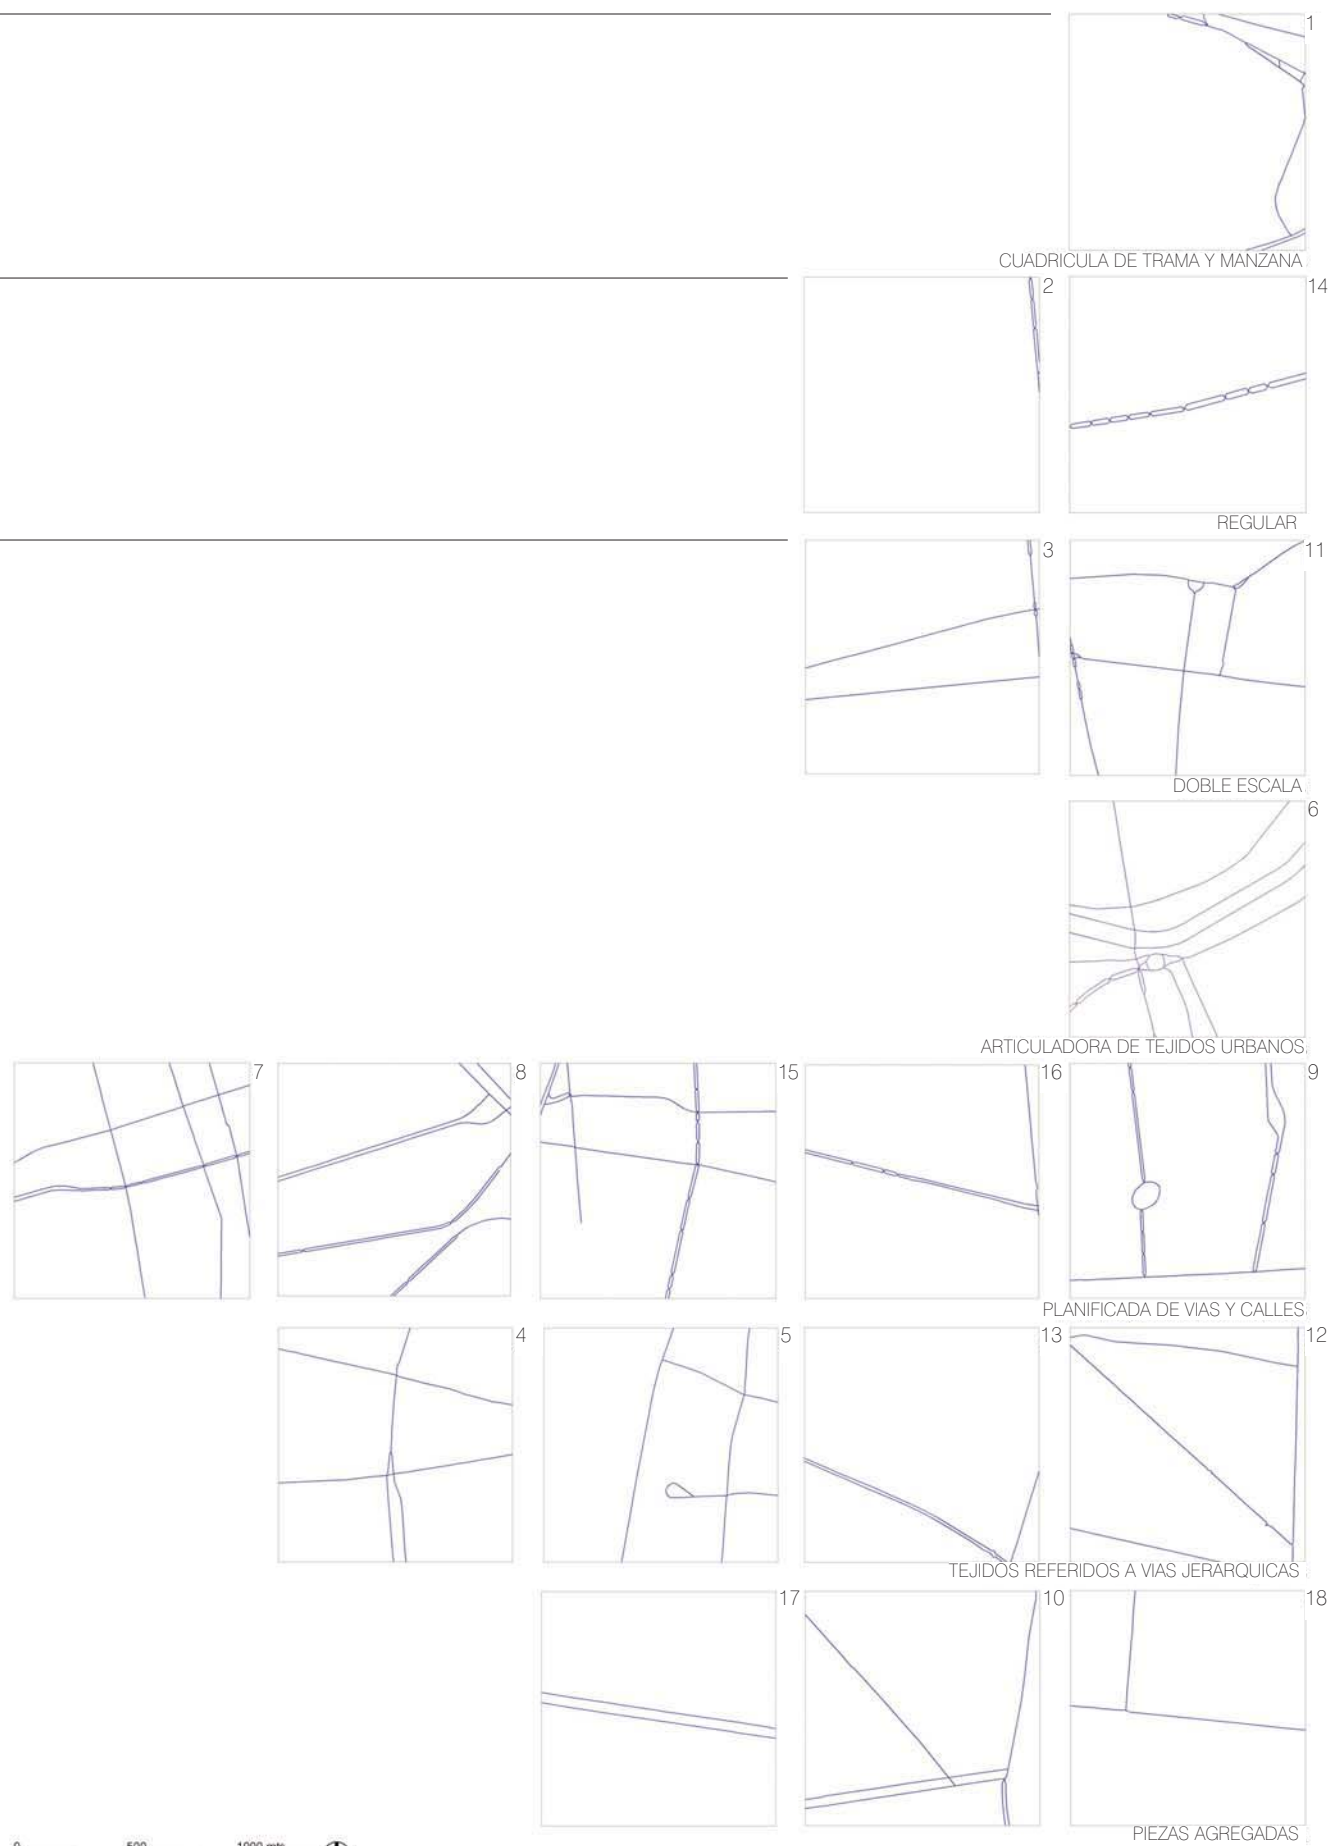 1
CUADRICULA DE TRAMA Y MANZANA
2
14
REGULAR
3
11
DOBLE ESCALA
6
ARTICULADORA DE TEJIDOS URBANOS
7
8
15
16
9
PLANIFICADA DE VIAS Y CALLES
4
5
13
12
TEJIDOS REFERIDOS A VIAS JERARQUICAS
17
10
18
PIEZAS AGREGADAS
0 500 1000 mts